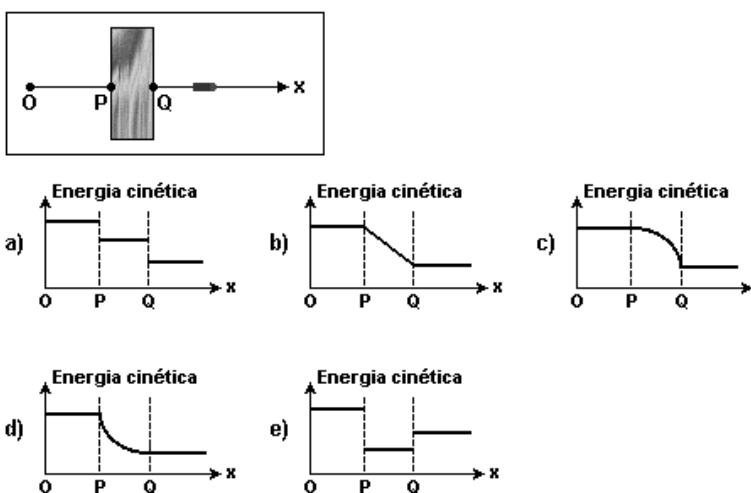 O P Q x
a) Energia cinética
O P Q x
b) Energia cinética
O P Q x
c) Energia cinética
O P Q
d) Energia cinética
O P Q x
e) Energia cinética
O P Q x